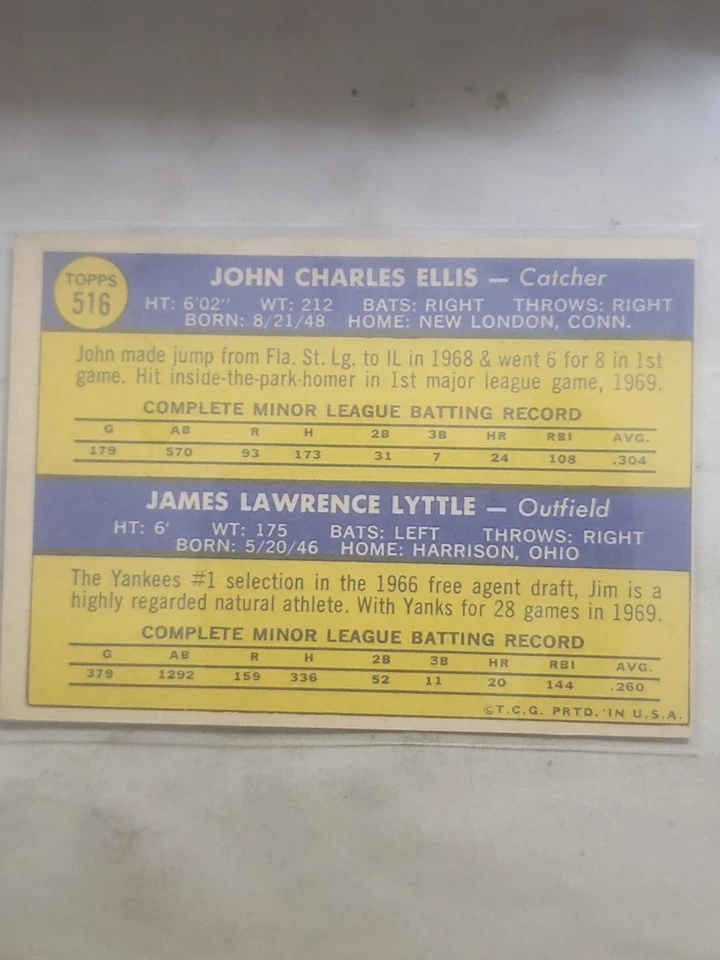 TOPPS
516
JOHN CHARLES ELLIS — Catcher
HT: 6'02" WT: 212 BATS: RIGHT THROWS: RIGHT
BORN: 8/21/48 HOME: NEW LONDON, CONN.
John made jump from Fla. St. Lg. to IL in 1968 & went 6 for 8 in 1st
game. Hit inside-the-park-homer in 1st major league game, 1969.
COMPLETE MINOR LEAGUE BATTING RECORD
G AB R H 2B 3B HR RBI AVG.
179 570 93 173 31 7 24 108 .304
JAMES LAWRENCE LYTTLE — Outfield
HT: 6' WT: 175 BATS: LEFT THROWS: RIGHT
BORN: 5/20/46 HOME: HARRISON, OHIO
The Yankees #1 selection in the 1966 free agent draft, Jim is a
highly regarded natural athlete. With Yanks for 28 games in 1969.
COMPLETE MINOR LEAGUE BATTING RECORD
G AB R H 2B 3B HR RBI AVG.
379 1292 159 336 52 11 20 144 .260
©T.C.G. PRTD. IN U.S.A.